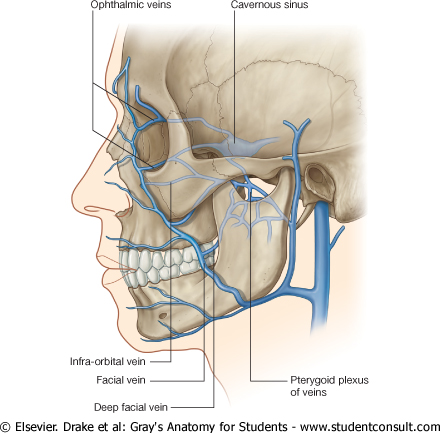 Ophthalmic veins
Cavernous sinus
Infra-orbital vein
Facial vein
Deep facial vein
Pterygoid plexus
of veins
© Elsevier. Drake et al: Gray's Anatomy for Students - www.studentconsult.com